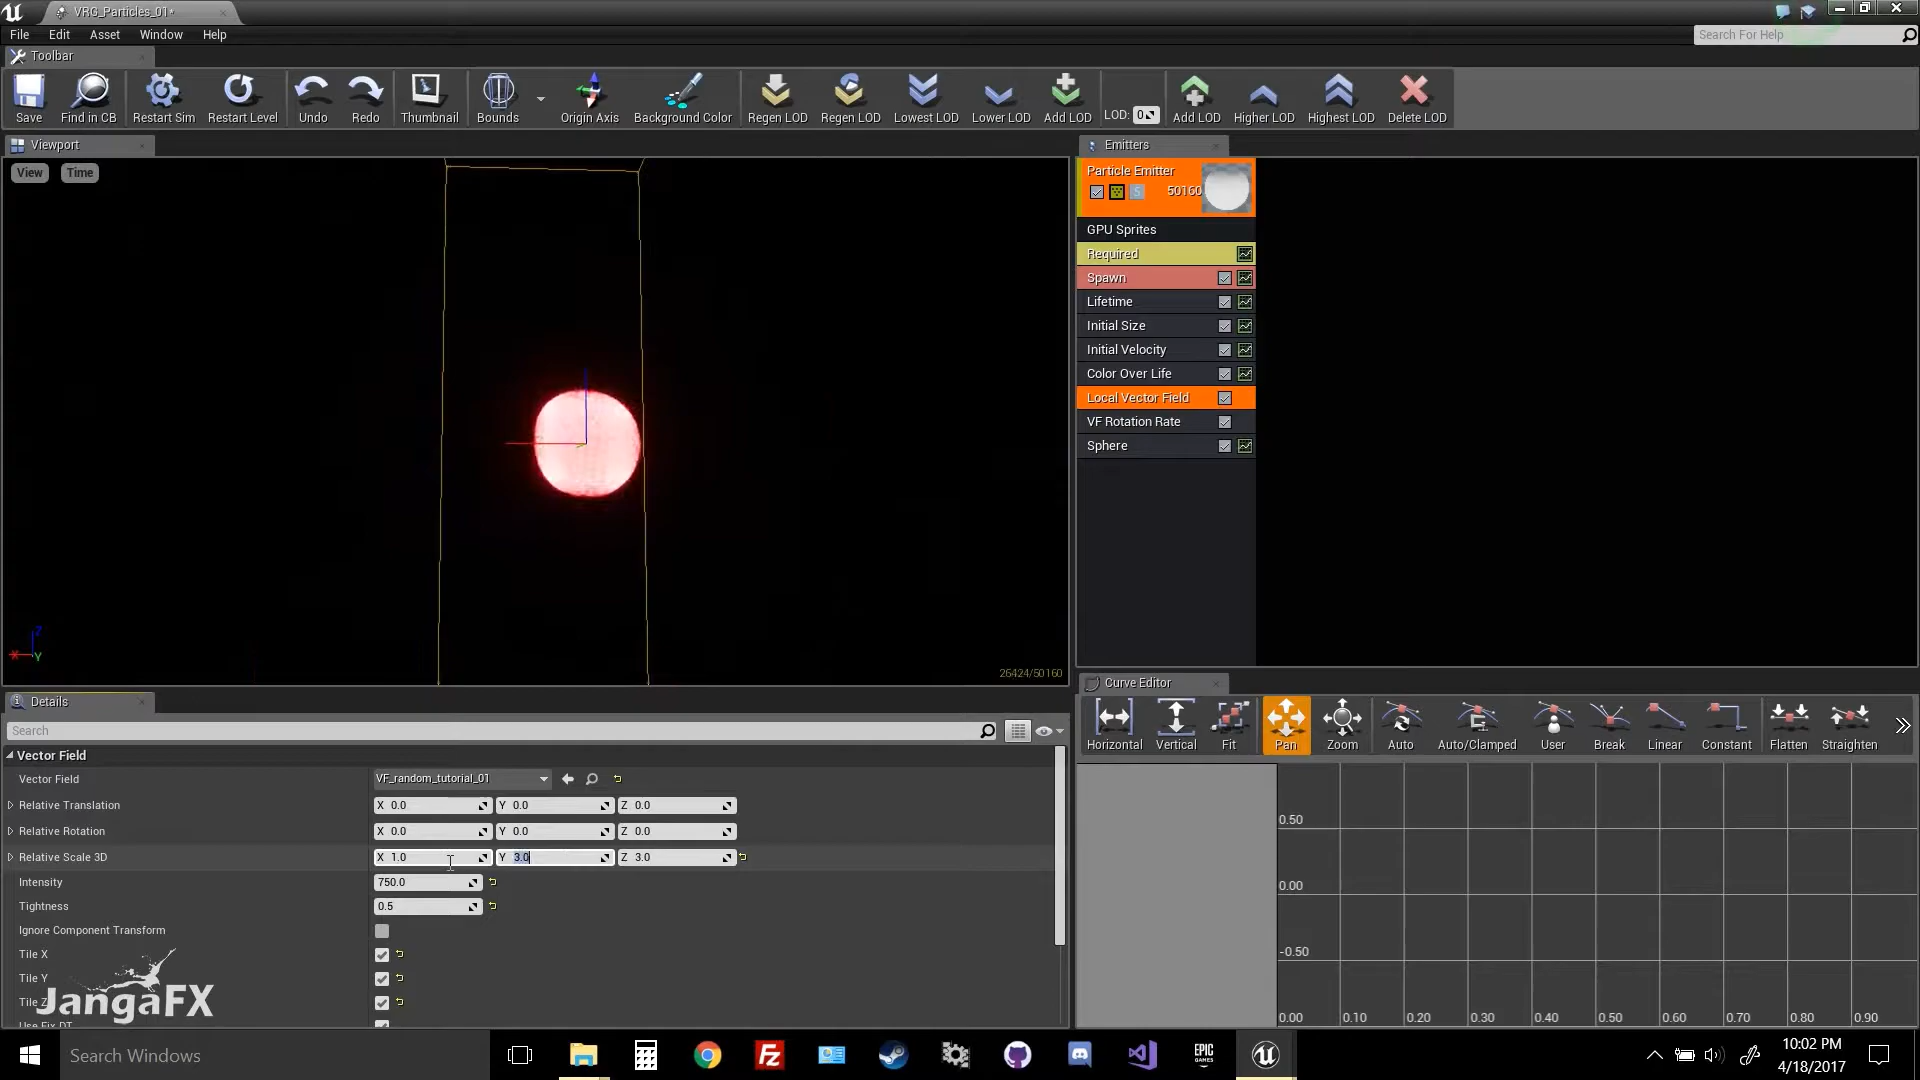 VRG_Particles_01*
File Edit Asset Window Help
Search For Help
Toolbar
Save Find in CB Restart Sim Restart Level Undo Redo Thumbnail Bounds Origin Axis Background Color Regen LOD Regen LOD Lowest LOD Lower LOD Add LOD LOD: 0 Add LOD Higher LOD Highest LOD Delete LOD
Viewport
View Time
Z
X
Y
26424/50160
Emitters
Particle Emitter
S 50160
GPU Sprites
Required
Spawn
Lifetime
Initial Size
Initial Velocity
Color Over Life
Local Vector Field
VF Rotation Rate
Sphere
Details
Search
Vector Field
Vector Field VF_random_tutorial_01
Relative Translation X 0.0 Y 0.0 Z 0.0
Relative Rotation X 0.0 Y 0.0 Z 0.0
Relative Scale 3D X 1.0 Y 3.0 Z 3.0
Intensity 750.0
Tightness 0.5
Ignore Component Transform
Tile X
Tile Y
Tile Z
Use Fix DT
JangaFX
Curve Editor
Horizontal Vertical Fit Pan Zoom Auto Auto/Clamped User Break Linear Constant Flatten Straighten
0.50
0.00
-0.50
0.00 0.10 0.20 0.30 0.40 0.50 0.60 0.70 0.80 0.90
Search Windows
EPIC
GAMES
10:02 PM
4/18/2017